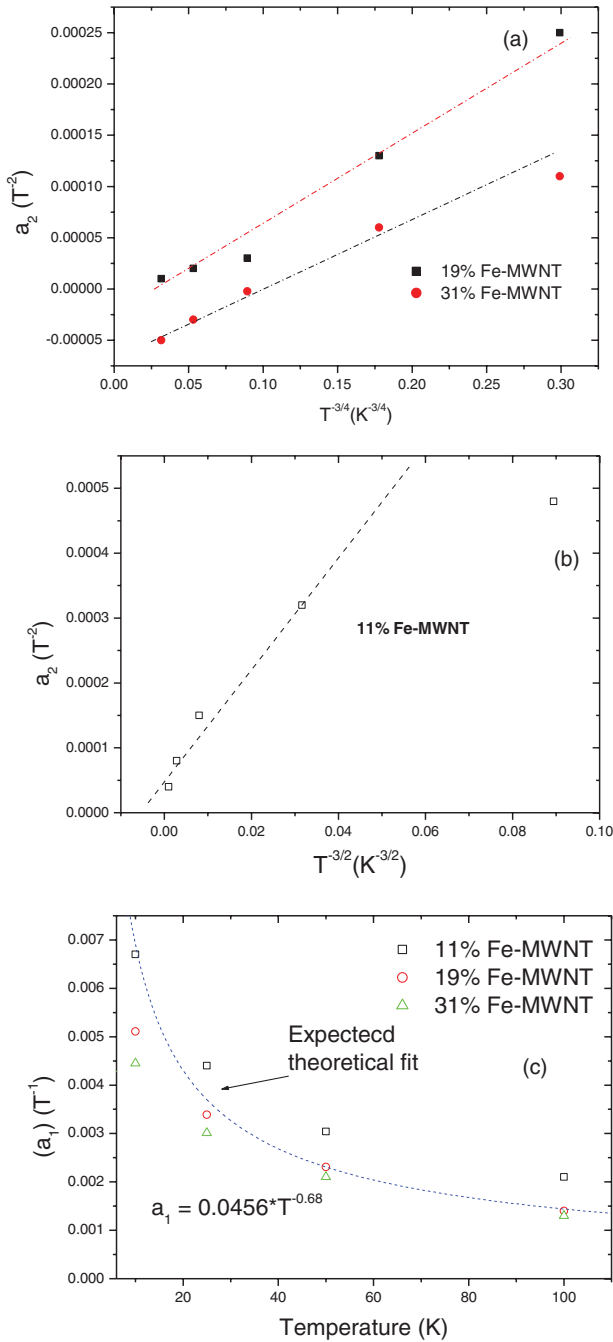 (a)
0.00025
0.00020
0.00015
0.00010
0.00005
0.00000
-0.00005
a2 (T-2)
19% Fe-MWNT
31% Fe-MWNT
0.00 0.05 0.10 0.15 0.20 0.25 0.30
T-3/4(K-3/4)
0.0005
0.0004
0.0003
0.0002
0.0001
0.0000
a2 (T-2)
(b)
11% Fe-MWNT
0.00 0.02 0.04 0.06 0.08 0.10
T-3/2(K-3/2)
0.007
0.006
0.005
0.004
0.003
0.002
0.001
0.000
(a1) (T-1)
11% Fe-MWNT
19% Fe-MWNT
31% Fe-MWNT
Expectecd
theoretical fit
(c)
a1 = 0.0456*T-0.68
20 40 60 80 100
Temperature (K)